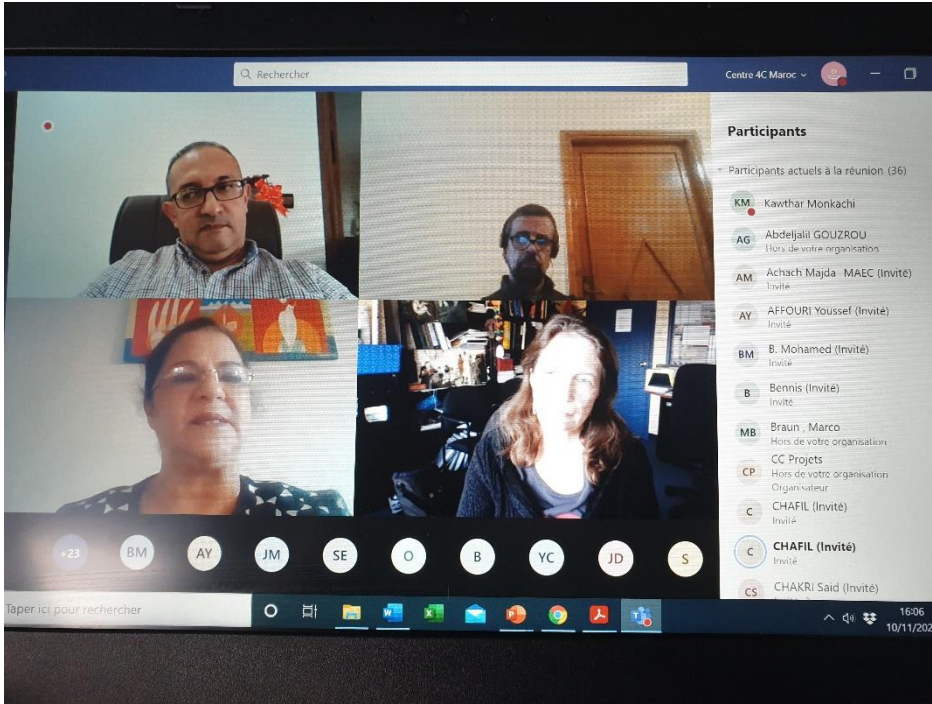 Rechercher
Centre 4C Maroc
Participants
Participants actuels à la réunion (36)
KM Kawthar Monkachi
AG Abdeljalil GOUZROU
Hors de votre organisation
AM Achach Majda MAEC (Invité)
Invité
AY AFFOURI Youssef (Invité)
Invité
BM B. Mohamed (Invité)
Invité
B Bennis (Invité)
Invité
MB Braun , Marco
Hors de votre organisation
CP CC Projets
Hors de votre organisation
Organisateur
C CHAFIL (Invité)
Invité
C CHAFIL (Invité)
Invité
CS CHAKRI Said (Invité)
+23 BM AY JM SE O B YC JD S
Taper ici pour rechercher
16:06
10/11/202